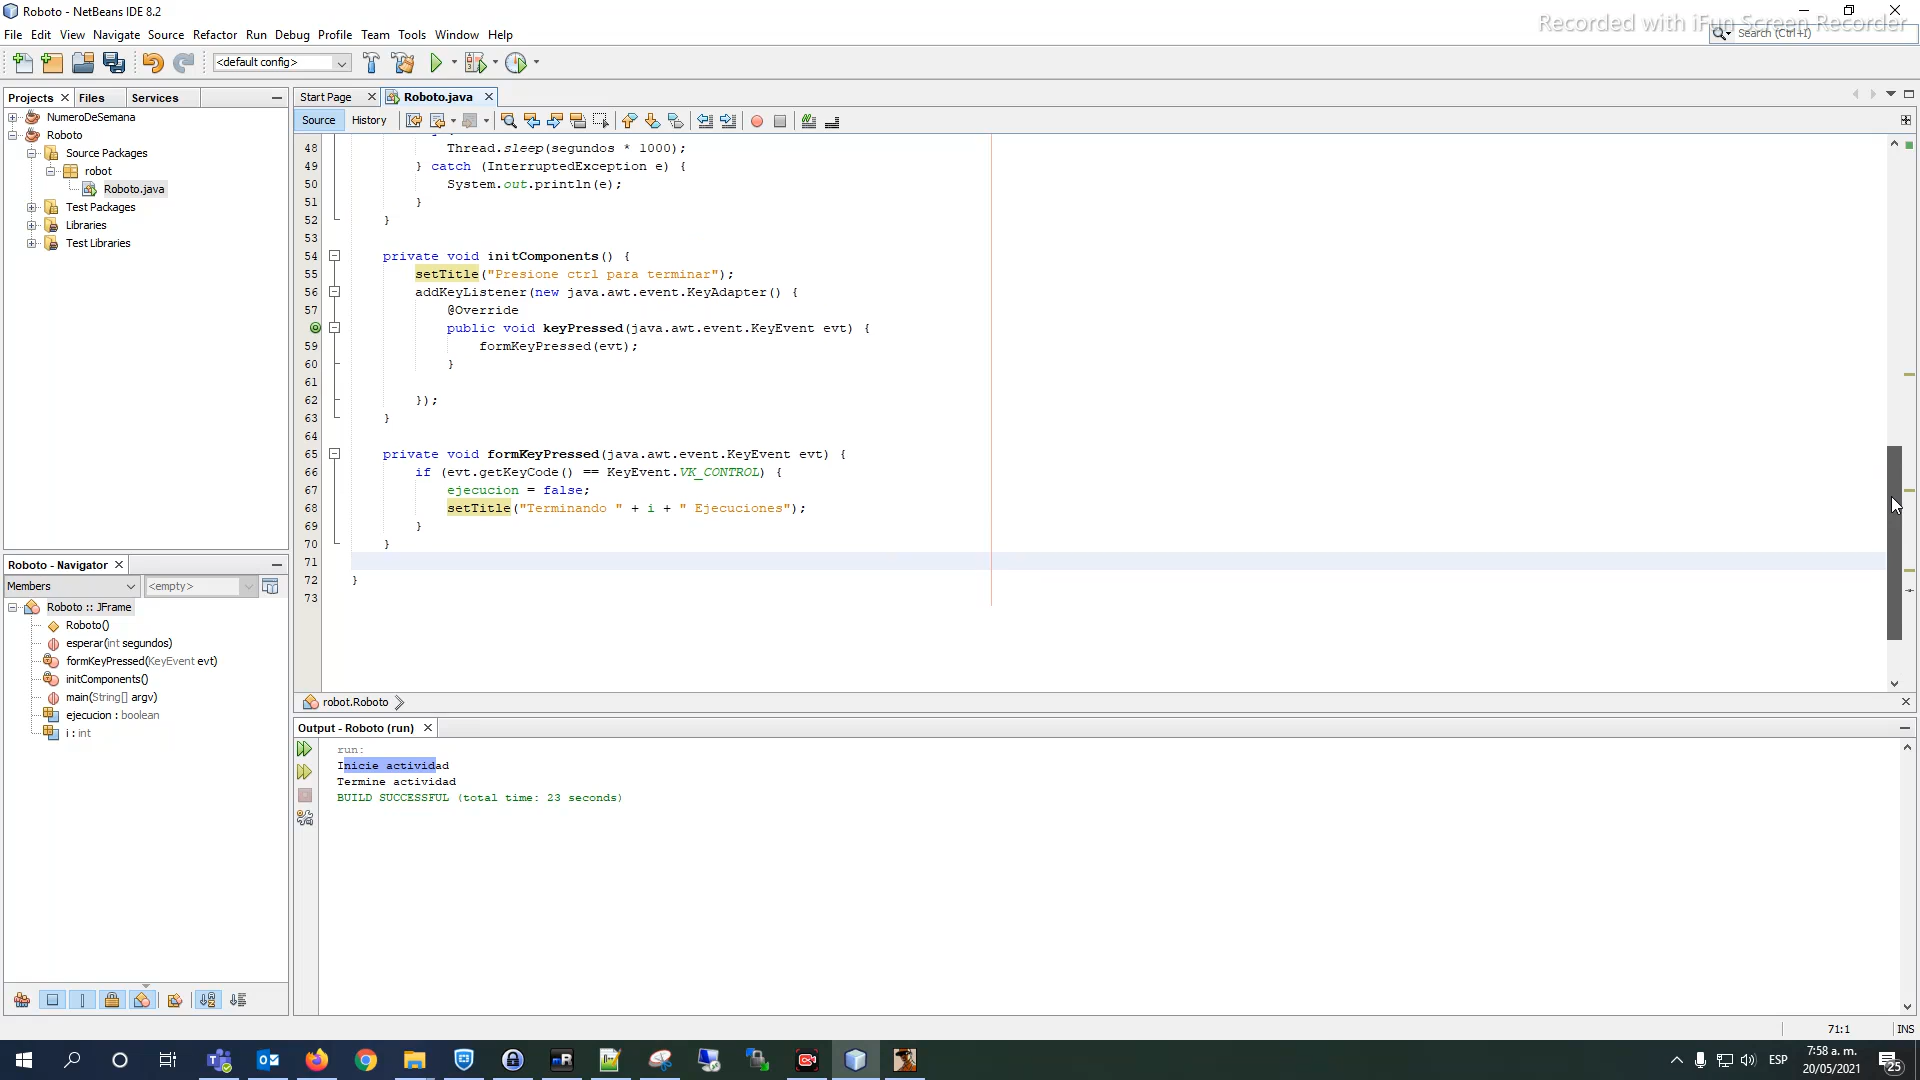 Roboto - NetBeans IDE 8.2
Recorded with iFun Screen Recorder
File Edit View Navigate Source Refactor Run Debug Profile Team Tools Window Help
Search (Ctrl+I)
<default config>
Projects Files Services
Start Page Roboto.java
Source History
NumeroDeSemana
Roboto
Source Packages
robot
Roboto.java
Test Packages
Libraries
Test Libraries
48 Thread.sleep(segundos * 1000);
49 } catch (InterruptedException e) {
50 System.out.println(e);
51 }
52 }
53
54 private void initComponents() {
55 setTitle("Presione ctrl para terminar");
56 addKeyListener(new java.awt.event.KeyAdapter() {
57 @Override
public void keyPressed(java.awt.event.KeyEvent evt) {
59 formKeyPressed(evt);
60 }
61
62 });
63 }
64
65 private void formKeyPressed(java.awt.event.KeyEvent evt) {
66 if (evt.getKeyCode() == KeyEvent.VK_CONTROL) {
67 ejecucion = false;
68 setTitle("Terminando " + i + " Ejecuciones");
69 }
70 }
71
72 }
73
robot.Roboto
Roboto - Navigator
Members <empty>
Roboto :: JFrame
Roboto()
esperar(int segundos)
formKeyPressed(KeyEvent evt)
initComponents()
main(String[] argv)
ejecucion : boolean
i : int
Output - Roboto (run)
run:
Inicie actividad
Termine actividad
BUILD SUCCESSFUL (total time: 23 seconds)
71:1 INS
ESP
7:58 a. m.
20/05/2021
25